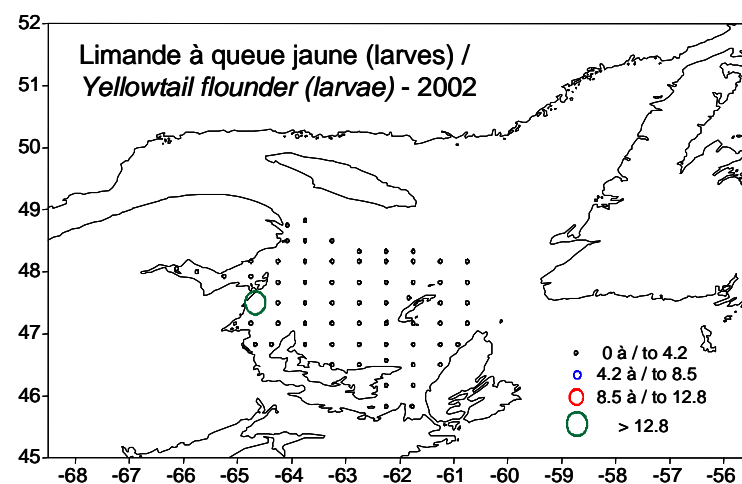 52
Limande à queue jaune (larves) /
Yellowtail flounder (larvae) - 2002
51
50
49
48
47
46
45
0 à / to 4.2
4.2 à / to 8.5
8.5 à / to 12.8
> 12.8
-68 -67 -66 -65 -64 -63 -62 -61 -60 -59 -58 -57 -56